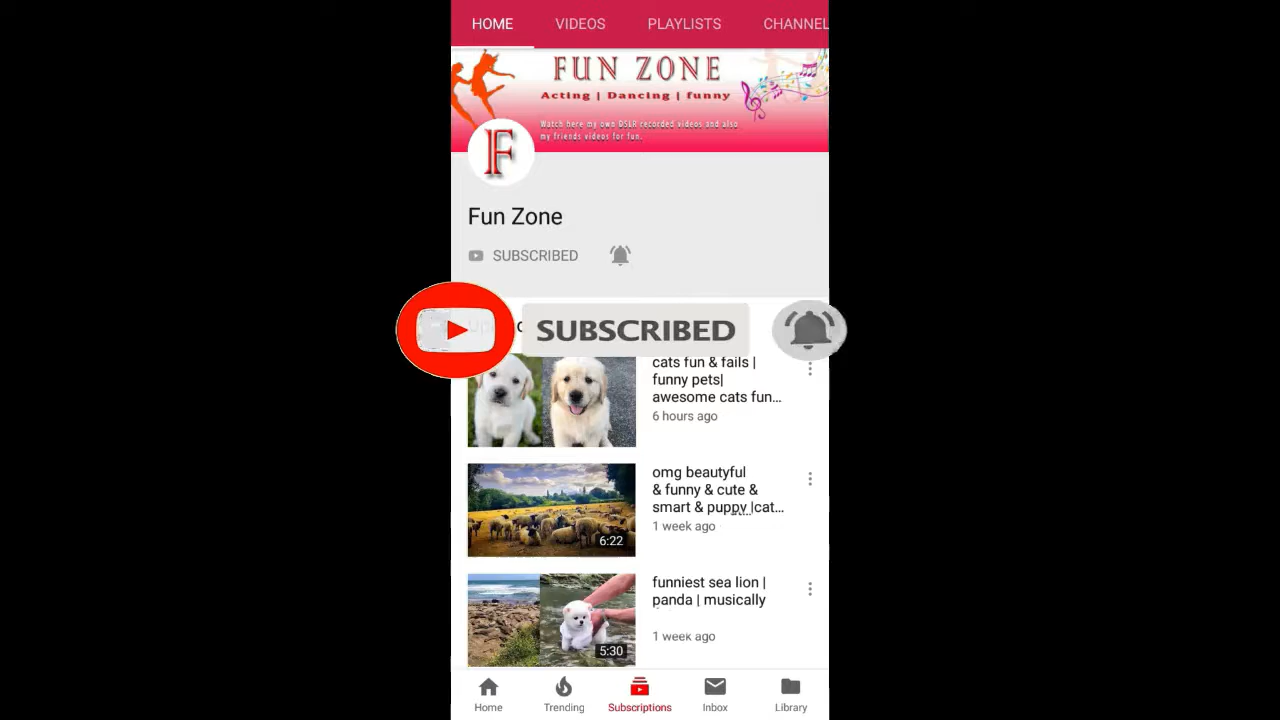 HOME VIDEOS PLAYLISTS CHANNEL
FUN ZONE
Acting | Dancing | funny
Watch here my own DSLR recorded videos and also
my friends videos for fun.
F
Fun Zone
SUBSCRIBED
SUBSCRIBED
cats fun & fails |
funny pets|
awesome cats fun...
6 hours ago
omg beautyful
& funny & cute &
smart & puppy |cat...
1 week ago
6:22
funniest sea lion |
panda | musically
1 week ago
5:30
Home Trending Subscriptions Inbox Library